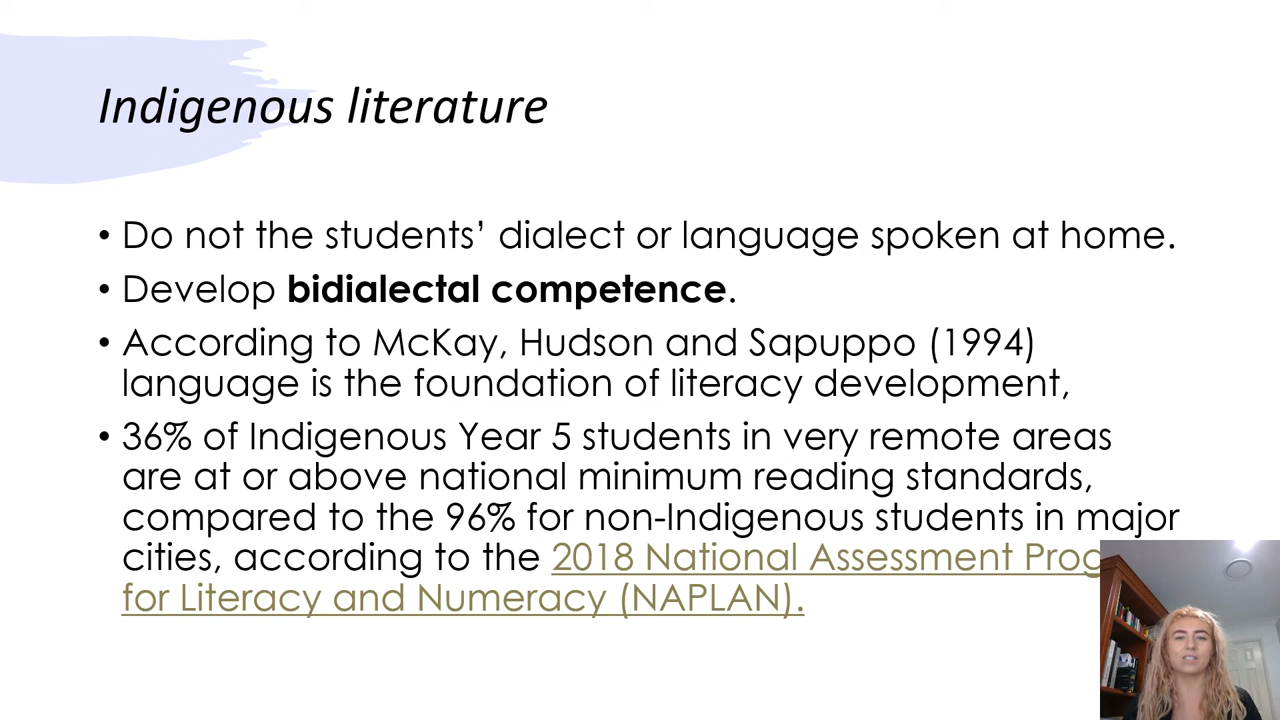 Indigenous literature
• Do not the students’ dialect or language spoken at home.
• Develop bidialectal competence.
• According to McKay, Hudson and Sapuppo (1994)
language is the foundation of literacy development,
• 36% of Indigenous Year 5 students in very remote areas
are at or above national minimum reading standards,
compared to the 96% for non-Indigenous students in major
cities, according to the 2018 National Assessment
for Literacy and Numeracy (NAPLAN).